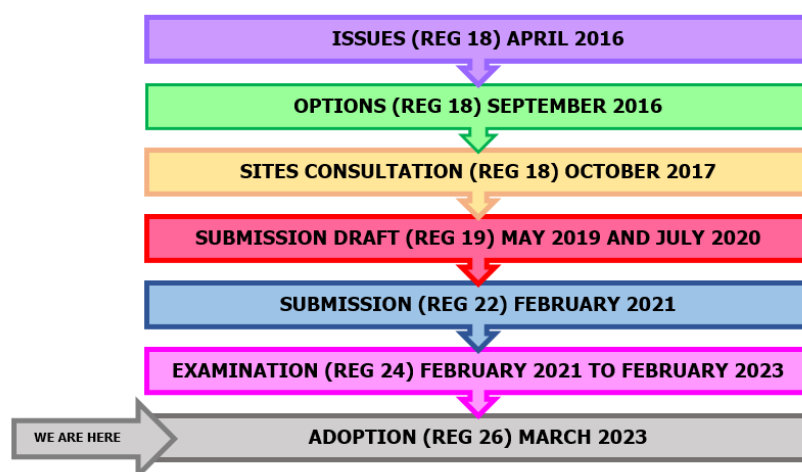 ISSUES (REG 18) APRIL 2016
OPTIONS (REG 18) SEPTEMBER 2016
SITES CONSULTATION (REG 18) OCTOBER 2017
SUBMISSION DRAFT (REG 19) MAY 2019 AND JULY 2020
SUBMISSION (REG 22) FEBRUARY 2021
EXAMINATION (REG 24) FEBRUARY 2021 TO FEBRUARY 2023
WE ARE HERE
ADOPTION (REG 26) MARCH 2023